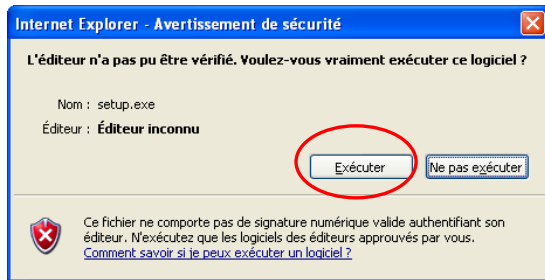 Internet Explorer - Avertissement de sécurité
L'éditeur n'a pas pu être vérifié. Voulez-vous vraiment exécuter ce logiciel ?
Nom : setup.exe
Éditeur : Éditeur inconnu
Exécuter Ne pas exécuter
Ce fichier ne comporte pas de signature numérique valide authentifiant son
éditeur. N'exécutez que les logiciels des éditeurs approuvés par vous.
Comment savoir si je peux exécuter un logiciel ?